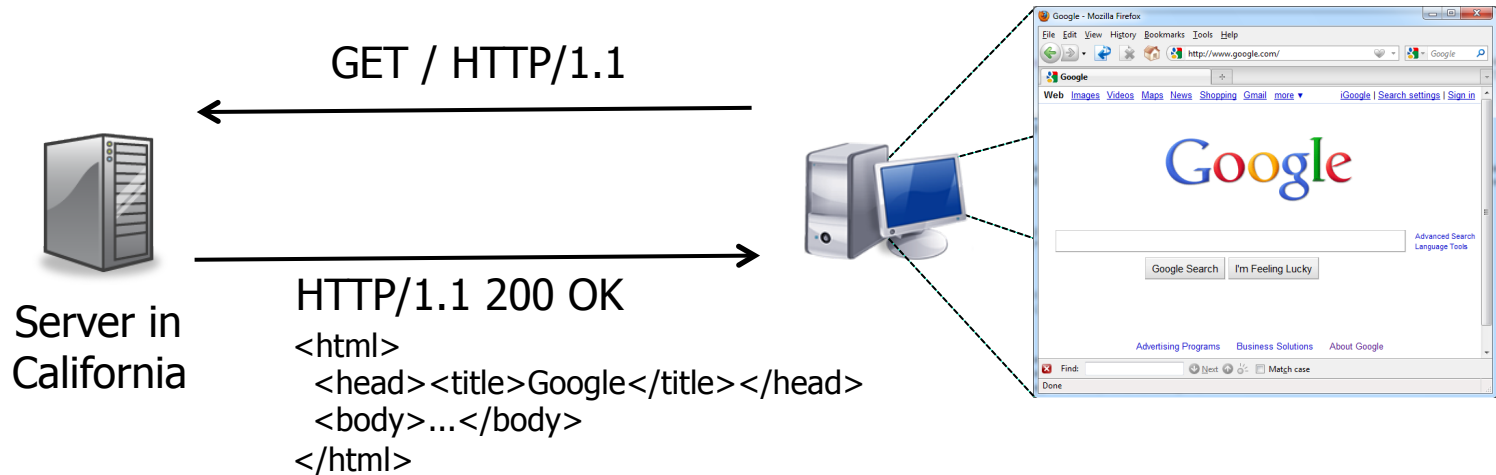 GET / HTTP/1.1
Server in
California
HTTP/1.1 200 OK
<html>
<head><title>Google</title></head>
<body>...</body>
</html>
Google - Mozilla Firefox
File Edit View History Bookmarks Tools Help
http://www.google.com/ Google
Google
Web Images Videos Maps News Shopping Gmail more ▼ iGoogle | Search settings | Sign in
Google
Advanced Search
Language Tools
Google Search I'm Feeling Lucky
Advertising Programs Business Solutions About Google
Find: Next Match case
Done